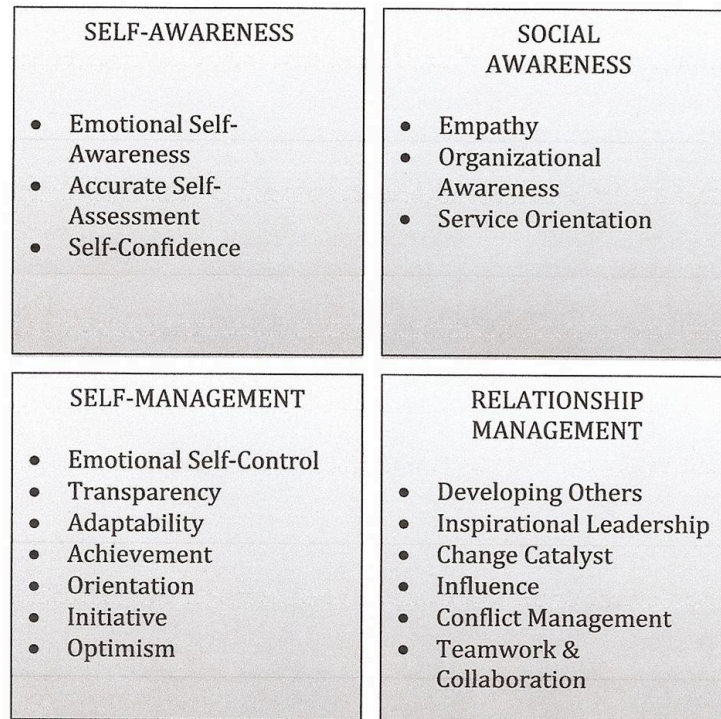 SELF-AWARENESS
• Emotional Self-
Awareness
• Accurate Self-
Assessment
• Self-Confidence
SOCIAL
AWARENESS
• Empathy
• Organizational
Awareness
• Service Orientation
SELF-MANAGEMENT
• Emotional Self-Control
• Transparency
• Adaptability
• Achievement
• Orientation
• Initiative
• Optimism
RELATIONSHIP
MANAGEMENT
• Developing Others
• Inspirational Leadership
• Change Catalyst
• Influence
• Conflict Management
• Teamwork &
Collaboration